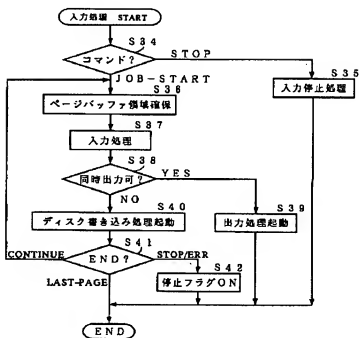 入力処理 START
S34
コマンド?
STOP
JOB-START
S35
入力停止処理
S36
ページバッファ領域確保
S37
入力処理
S38
同時出力可?
YES
NO
S40
ディスク書き込み処理起動
S39
出力処理起動
S41
CONTINUE
END?
STOP/ERR
S42
停止フラグON
LAST-PAGE
END